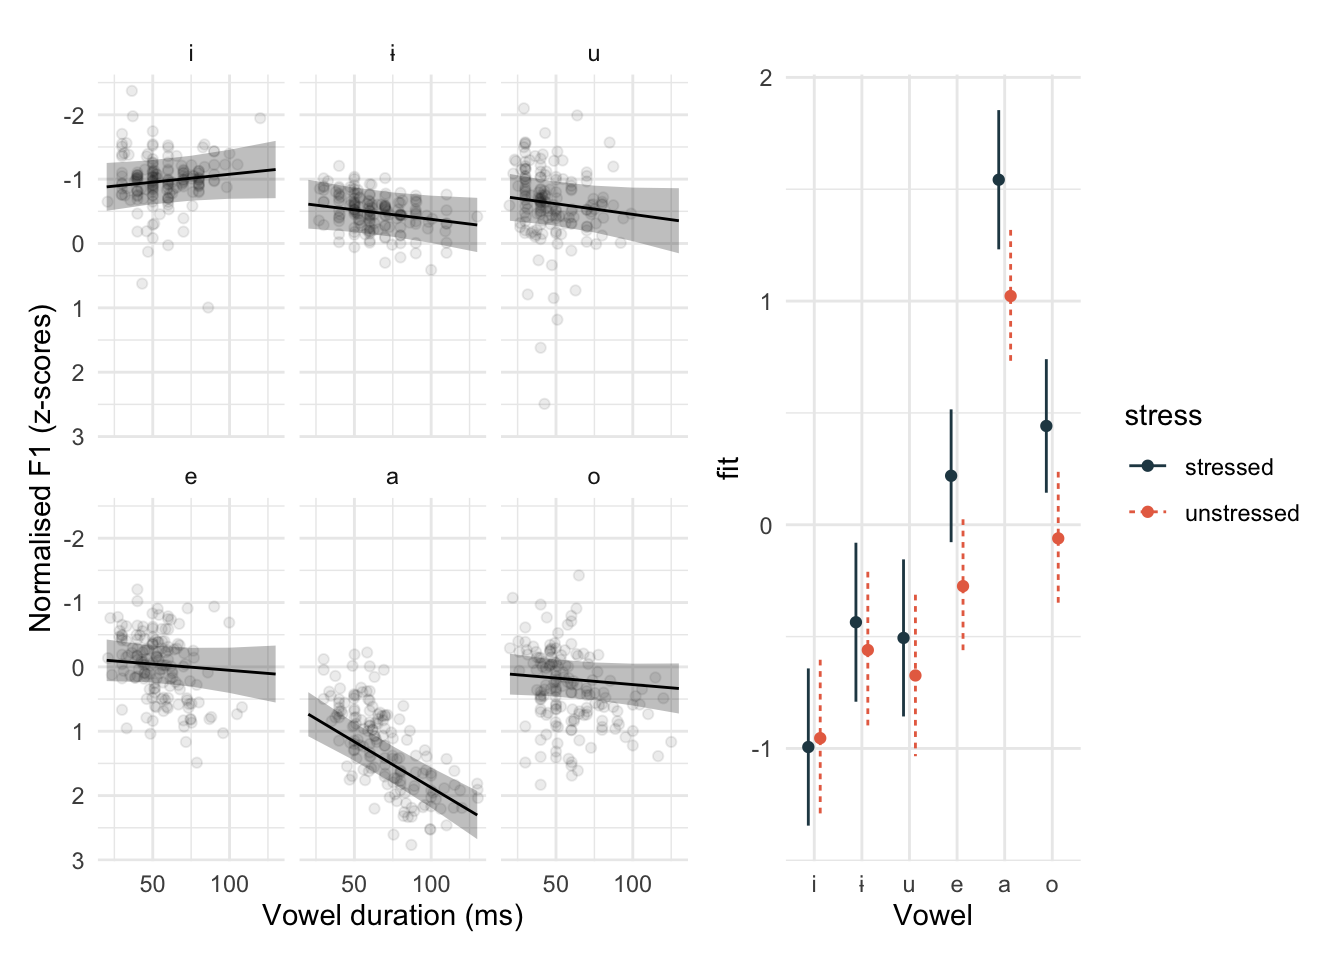 i ɨ u
-2
-1
0
1
2
3
e a o
-2
-1
0
1
2
3
50 100 50 100 50 100
Vowel duration (ms)
Normalised F1 (z-scores)
2
1
0
-1
fit
i ɨ u e a o
Vowel
stress
stressed
unstressed